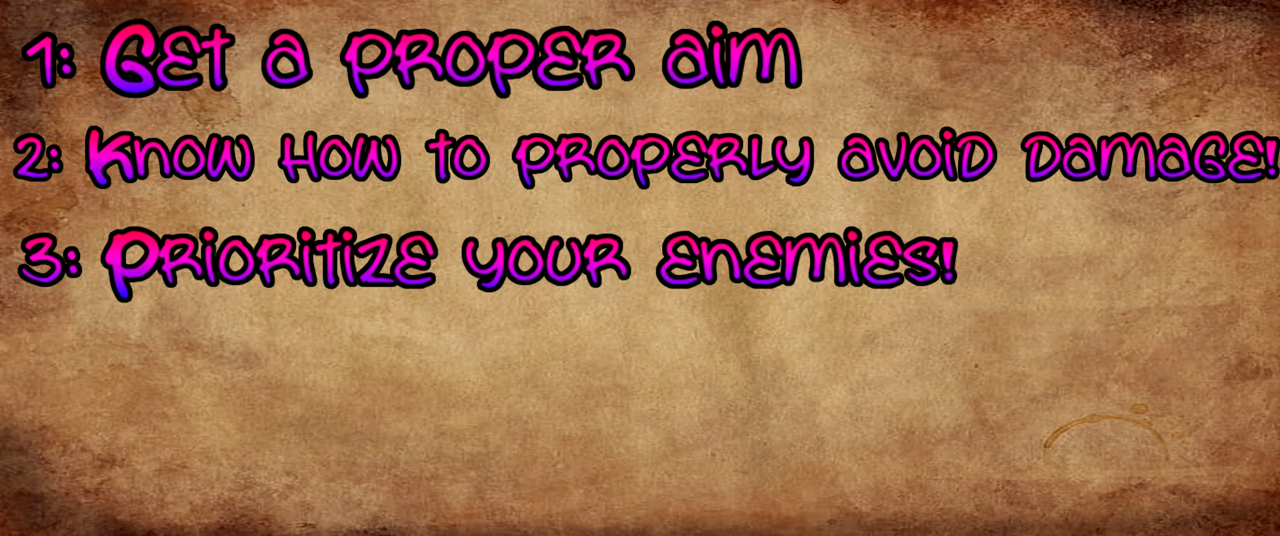 1: Get a proper aim
2: Know how to properly avoid damage!
3: Prioritize your enemies!